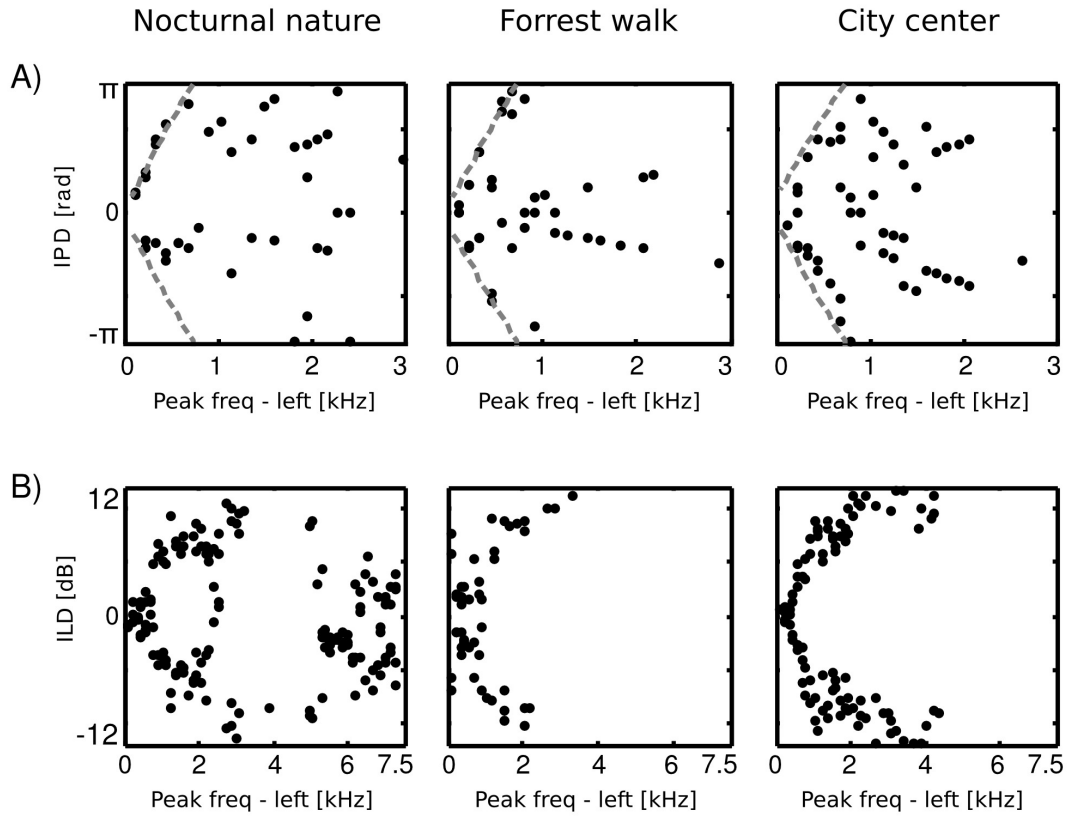 Nocturnal nature Forrest walk City center
A)
IPD [rad]
π
0
-π
0 1 2 3 0 1 2 3 0 1 2 3
Peak freq - left [kHz] Peak freq - left [kHz] Peak freq - left [kHz]
B)
ILD [dB]
12
0
-12
0 2 4 6 7.5 0 2 4 6 7.5 0 2 4 6 7.5
Peak freq - left [kHz] Peak freq - left [kHz] Peak freq - left [kHz]